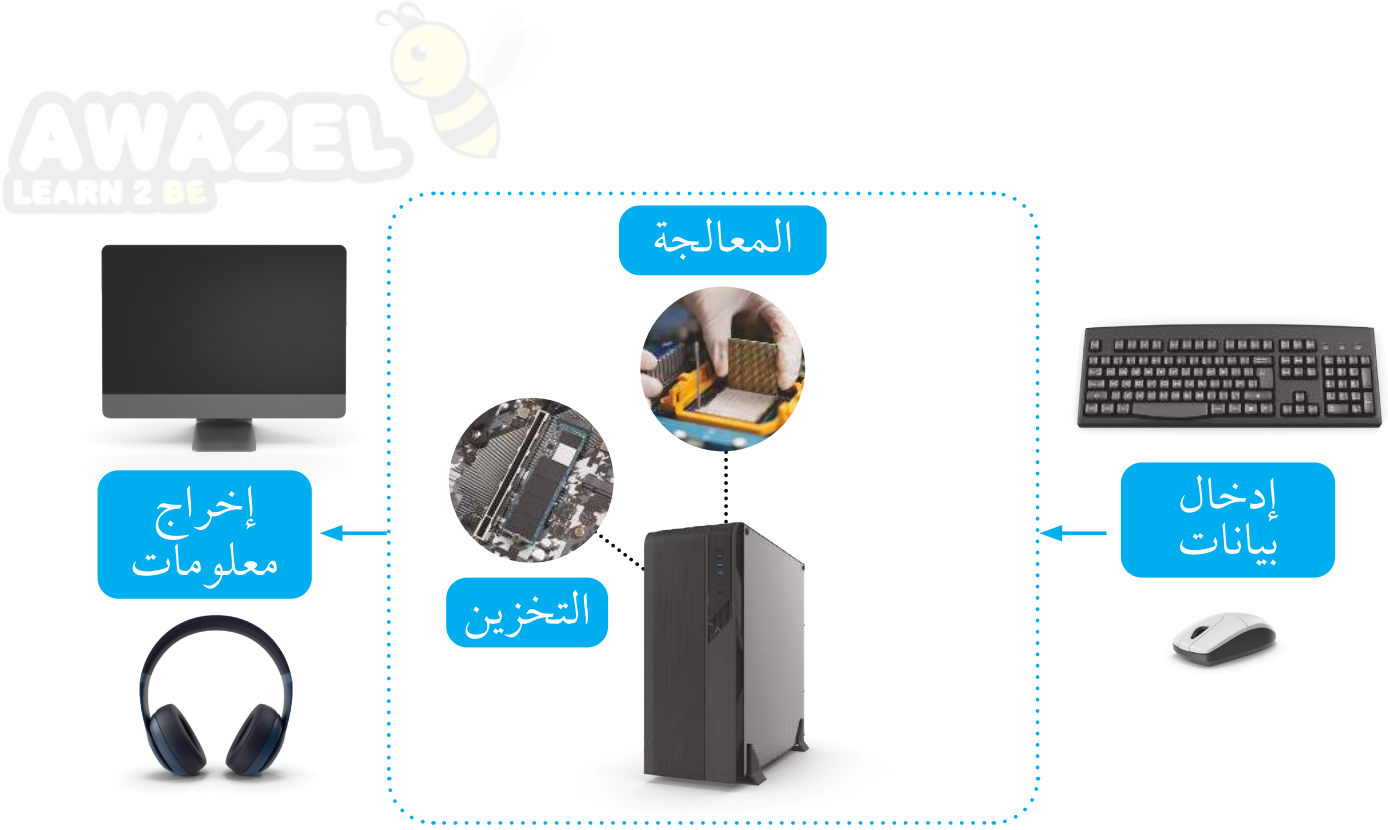 AWA2EL
LEARN 2 BE
المعالجة
إدخال
بيانات
التخزين
إخراج
معلومات